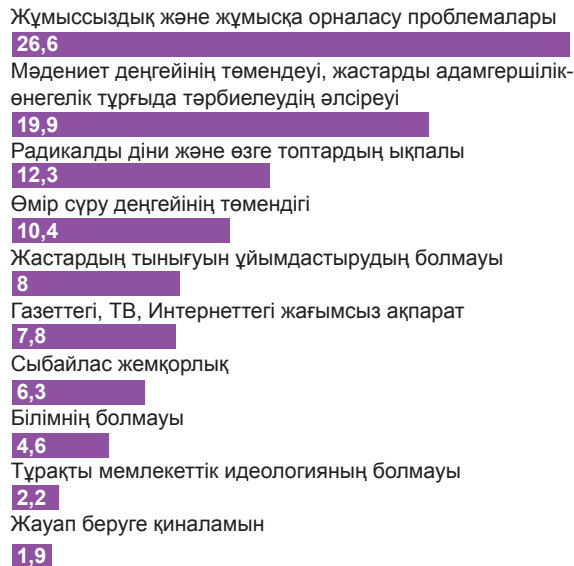 Жұмыссыздық және жұмысқа орналасу проблемалары
26,6
Мәдениет деңгейінің төмендеуі, жастарды адамгершілік-
өнегелік тұрғыда тәрбиелеудің әлсіреуі
19,9
Радикалды діни және өзге топтардың ықпалы
12,3
Өмір сүру деңгейінің төмендігі
10,4
Жастардың тынығуын ұйымдастырудың болмауы
8
Газеттегі, ТВ, Интернеттегі жағымсыз ақпарат
7,8
Сыбайлас жемқорлық
6,3
Білімнің болмауы
4,6
Тұрақты мемлекеттік идеологияның болмауы
2,2
Жауап беруге қиналамын
1,9